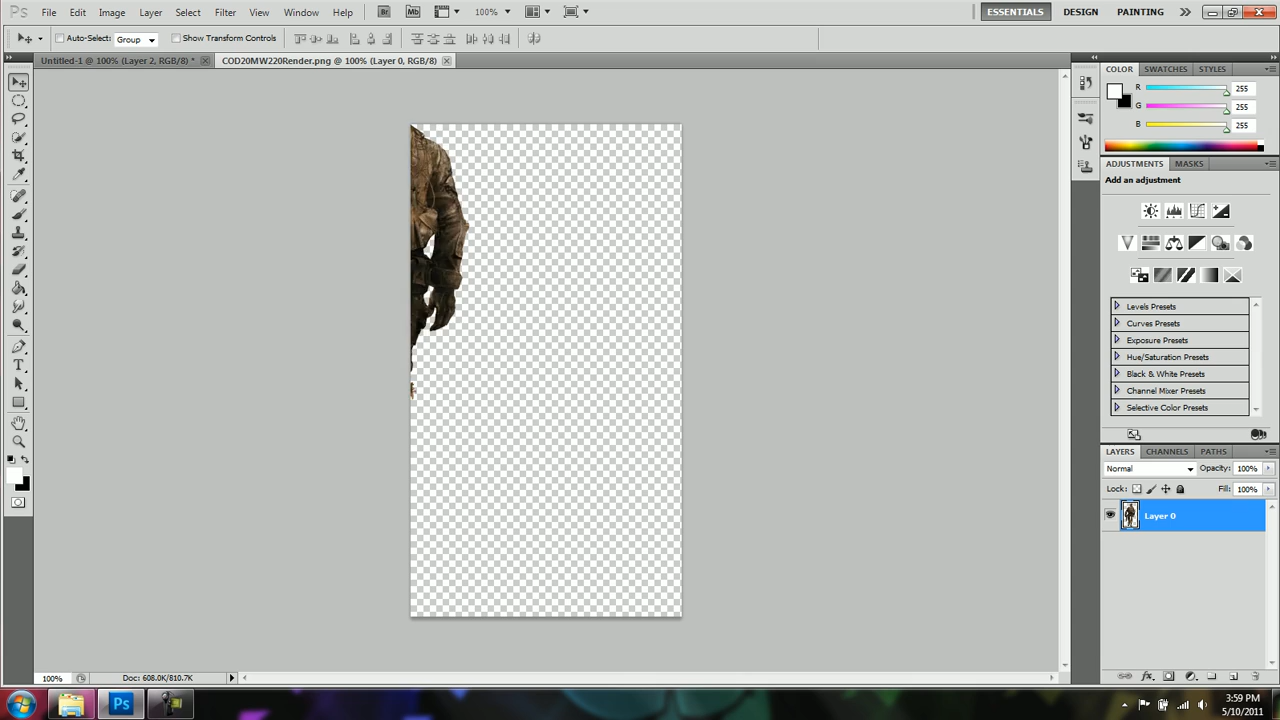 Ps File Edit Image Layer Select Filter View Window Help Br Mb 100% ESSENTIALS DESIGN PAINTING
Auto-Select: Group Show Transform Controls
Untitled-1 @ 100% (Layer 2, RGB/8) * COD20MW220Render.png @ 100% (Layer 0, RGB/8)
COLOR SWATCHES STYLES
R 255
G 255
B 255
ADJUSTMENTS MASKS
Add an adjustment
Levels Presets
Curves Presets
Exposure Presets
Hue/Saturation Presets
Black & White Presets
Channel Mixer Presets
Selective Color Presets
LAYERS CHANNELS PATHS
Normal Opacity: 100%
Lock: Fill: 100%
Layer 0
100% Doc: 608.0K/810.7K
Ps
3:59 PM
5/10/2011